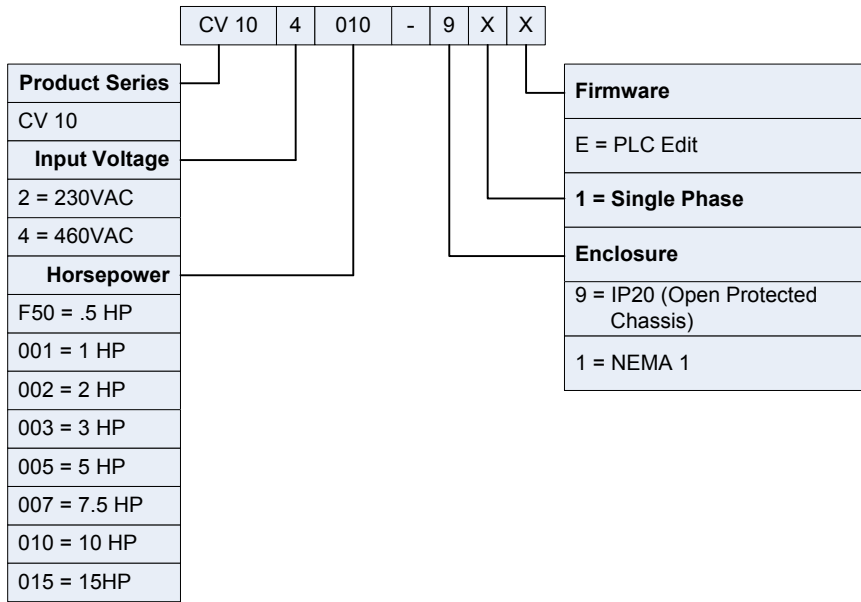 CV 10 4 010 - 9 X X
Product Series
CV 10
Input Voltage
2 = 230VAC
4 = 460VAC
Horsepower
F50 = .5 HP
001 = 1 HP
002 = 2 HP
003 = 3 HP
005 = 5 HP
007 = 7.5 HP
010 = 10 HP
015 = 15HP
Firmware
E = PLC Edit
1 = Single Phase
Enclosure
9 = IP20 (Open Protected
Chassis)
1 = NEMA 1